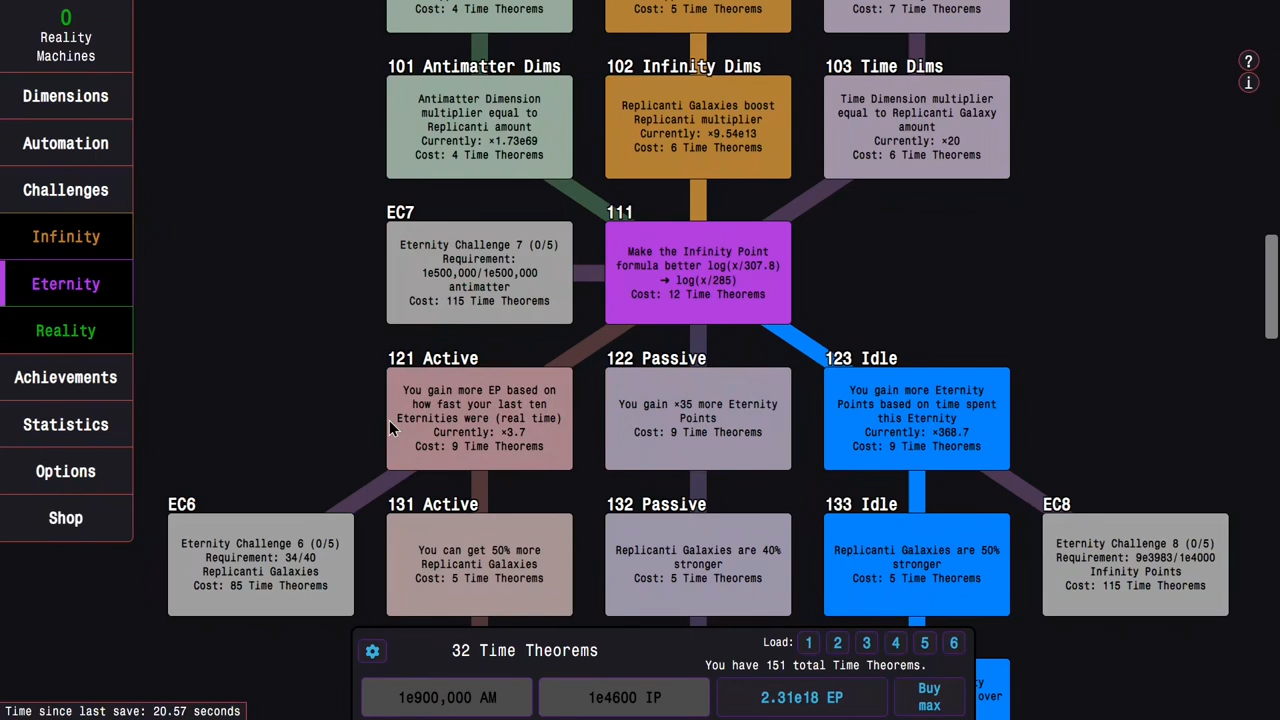 0
Reality
Machines
Dimensions
Automation
Challenges
Infinity
Eternity
Reality
Achievements
Statistics
Options
Shop
Time since last save: 20.57 seconds
Cost: 4 Time Theorems
Cost: 5 Time Theorems
Cost: 7 Time Theorems
?
i
101 Antimatter Dims
Antimatter Dimension
multiplier equal to
Replicanti amount
Currently: ×1.73e69
Cost: 4 Time Theorems
102 Infinity Dims
Replicanti Galaxies boost
Replicanti multiplier
Currently: ×9.54e13
Cost: 6 Time Theorems
103 Time Dims
Time Dimension multiplier
equal to Replicanti Galaxy
amount
Currently: ×20
Cost: 6 Time Theorems
EC7
Eternity Challenge 7 (0/5)
Requirement:
1e500,000/1e500,000
antimatter
Cost: 115 Time Theorems
111
Make the Infinity Point
formula better log(x/307.8)
➜ log(x/285)
Cost: 12 Time Theorems
121 Active
You gain more EP based on
how fast your last ten
Eternities were (real time)
Currently: ×3.7
Cost: 9 Time Theorems
122 Passive
You gain ×35 more Eternity
Points
Cost: 9 Time Theorems
123 Idle
You gain more Eternity
Points based on time spent
this Eternity
Currently: ×368.7
Cost: 9 Time Theorems
EC6
Eternity Challenge 6 (0/5)
Requirement: 34/40
Replicanti Galaxies
Cost: 85 Time Theorems
131 Active
You can get 50% more
Replicanti Galaxies
Cost: 5 Time Theorems
132 Passive
Replicanti Galaxies are 40%
stronger
Cost: 5 Time Theorems
133 Idle
Replicanti Galaxies are 50%
stronger
Cost: 5 Time Theorems
EC8
Eternity Challenge 8 (0/5)
Requirement: 9e3983/1e4000
Infinity Points
Cost: 115 Time Theorems
over
32 Time Theorems
Load: 1 2 3 4 5 6
You have 151 total Time Theorems.
1e900,000 AM
1e4600 IP
2.31e18 EP
Buy
max